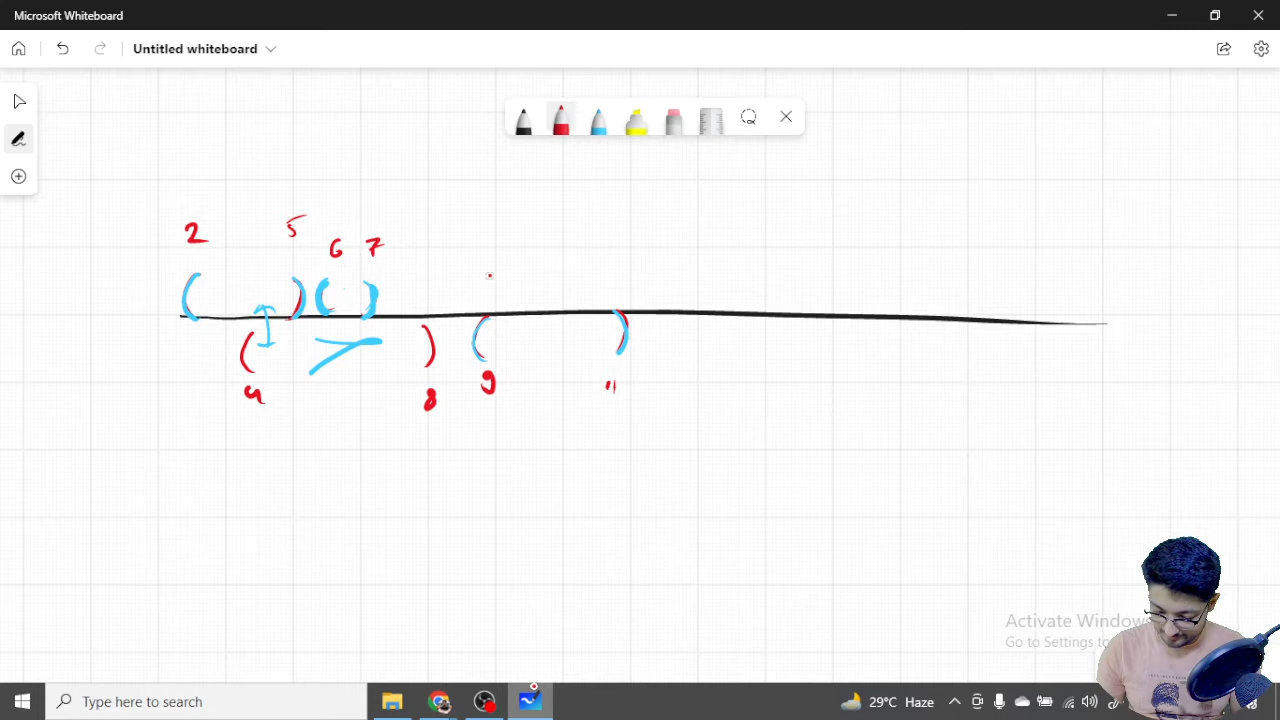 Microsoft Whiteboard
Untitled whiteboard
2 5
6 7
( ) ( )
( ) ( )
9
4
8
Activate Window
Go to Settings to
Type here to search
29°C Haze